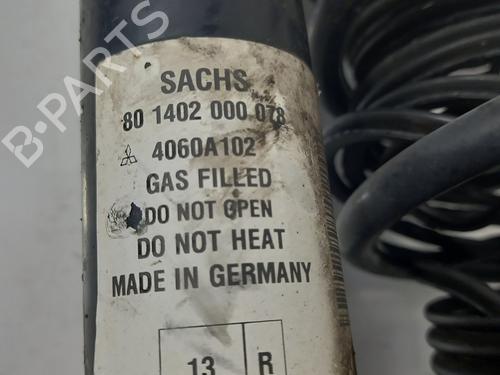 B-PARTS
SACHS
80 1402 000 078
4060A102
GAS FILLED
DO NOT OPEN
DO NOT HEAT
MADE IN GERMANY
13 R